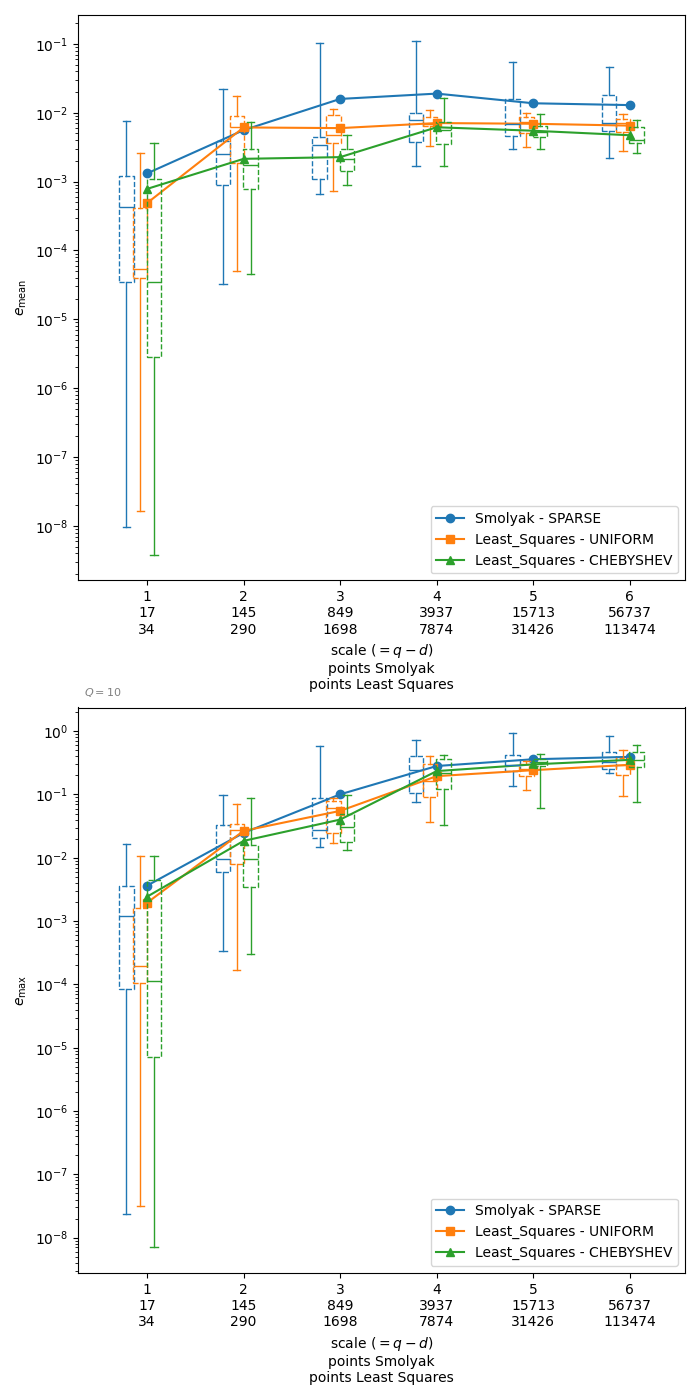 10⁻¹
10⁻²
10⁻³
10⁻⁴
10⁻⁵
10⁻⁶
10⁻⁷
10⁻⁸
e_mean
Smolyak - SPARSE
Least_Squares - UNIFORM
Least_Squares - CHEBYSHEV
1 2 3 4 5 6
17 145 849 3937 15713 56737
34 290 1698 7874 31426 113474
scale (= q − d)
points Smolyak
points Least Squares
Q = 10
10⁰
10⁻¹
10⁻²
10⁻³
10⁻⁴
10⁻⁵
10⁻⁶
10⁻⁷
10⁻⁸
e_max
Smolyak - SPARSE
Least_Squares - UNIFORM
Least_Squares - CHEBYSHEV
1 2 3 4 5 6
17 145 849 3937 15713 56737
34 290 1698 7874 31426 113474
scale (= q − d)
points Smolyak
points Least Squares